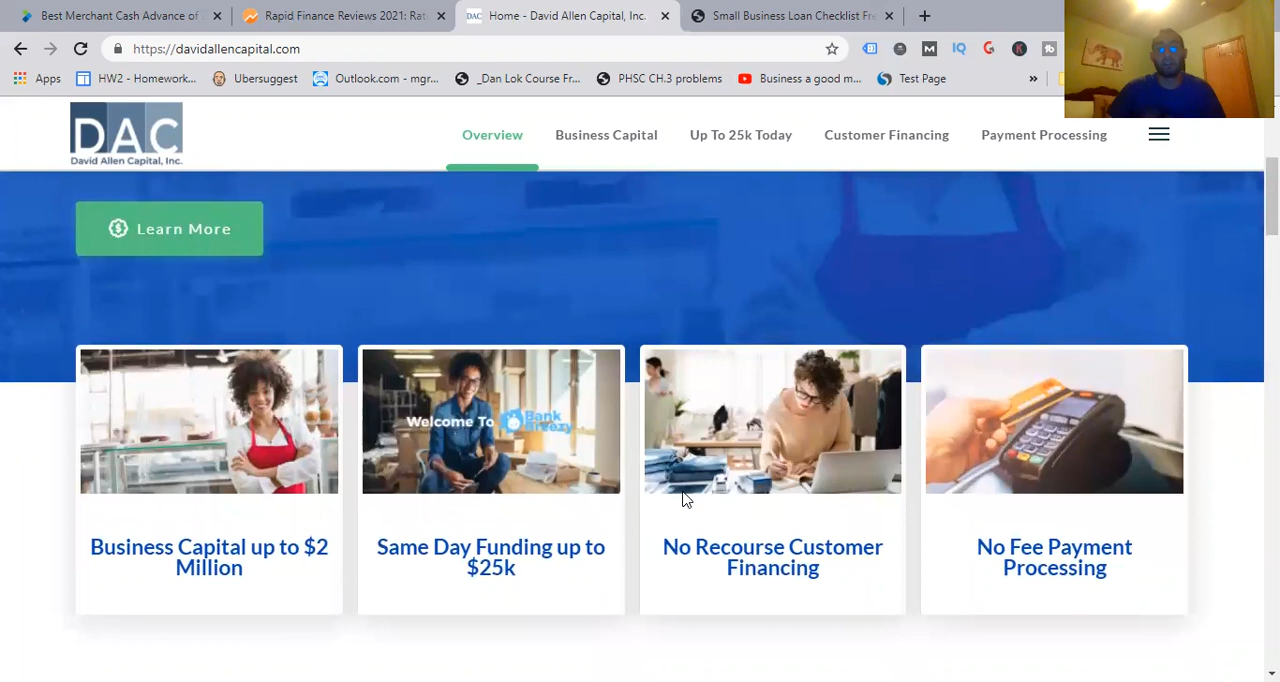 Best Merchant Cash Advance of
Rapid Finance Reviews 2021: Rat
Home - David Allen Capital, Inc.
Small Business Loan Checklist Fre
https://davidallencapital.com
Apps
HW2 - Homework...
Ubersuggest
Outlook.com - mgr...
_Dan Lok Course Fr...
PHSC CH.3 problems
Business a good m...
Test Page
DAC
David Allen Capital, Inc.
Overview
Business Capital
Up To 25k Today
Customer Financing
Payment Processing
Learn More
Welcome To Bank
Breezy
Business Capital up to $2
Million
Same Day Funding up to
$25k
No Recourse Customer
Financing
No Fee Payment
Processing